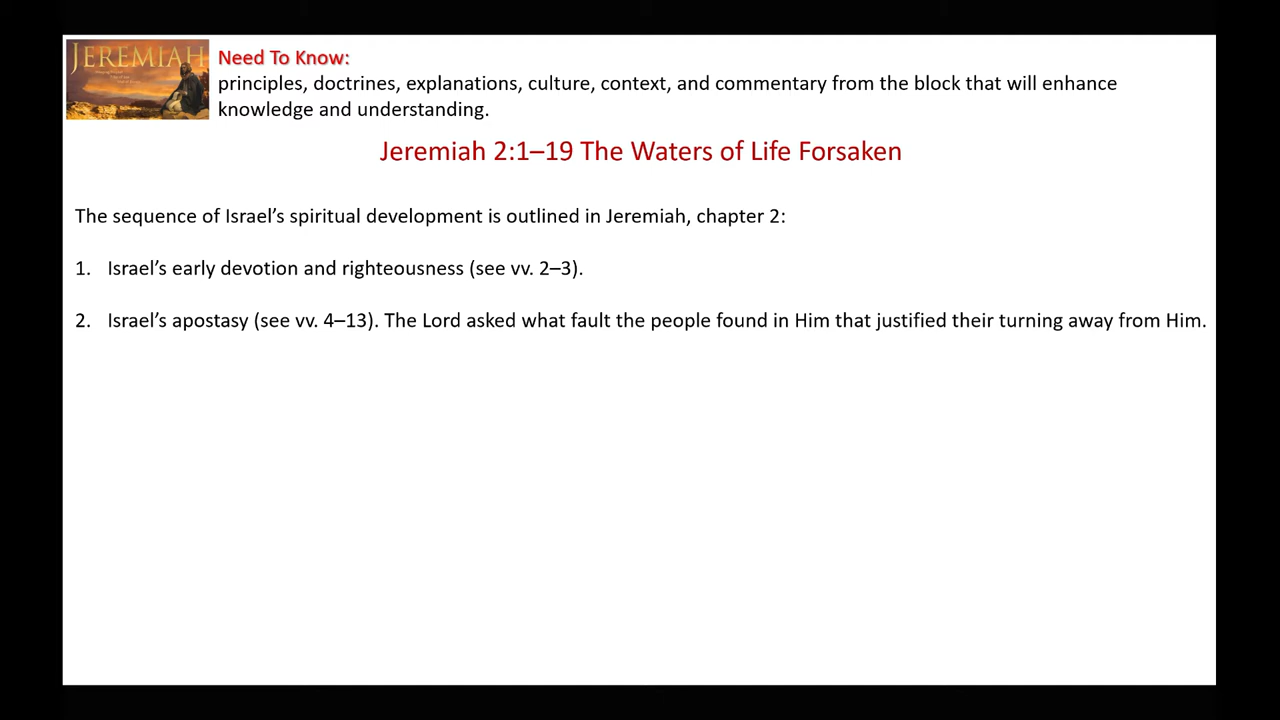 JEREMIAH
Need To Know:
principles, doctrines, explanations, culture, context, and commentary from the block that will enhance
knowledge and understanding.
Jeremiah 2:1–19 The Waters of Life Forsaken
The sequence of Israel’s spiritual development is outlined in Jeremiah, chapter 2:
1. Israel’s early devotion and righteousness (see vv. 2–3).
2. Israel’s apostasy (see vv. 4–13). The Lord asked what fault the people found in Him that justified their turning away from Him.